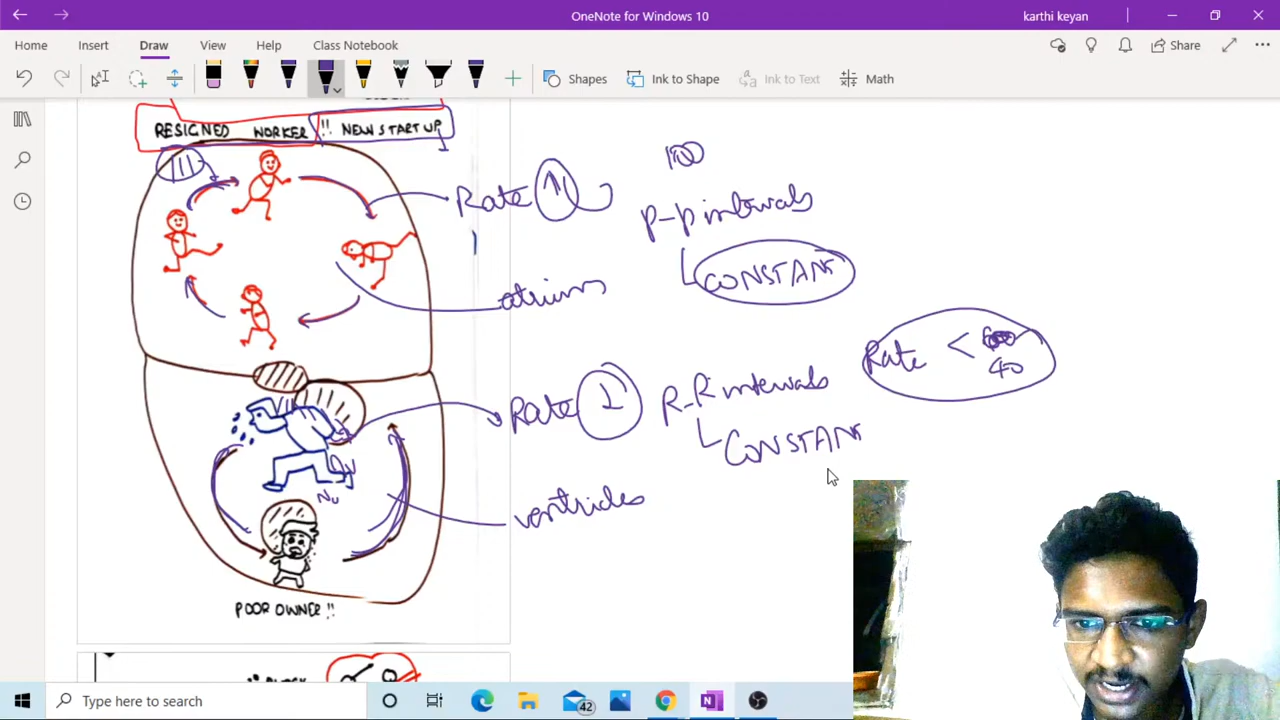 OneNote for Windows 10
karthi keyan
Home Insert Draw View Help Class Notebook
Share
Shapes Ink to Shape Ink to Text Math
RESIGNED WORKER !! NEW START UP
100
Rate ↑
P-P intervals
CONSTANT
atriums
Rate < 
40
Rate ↓
R-R intervals
CONSTANT
ventricles
POOR OWNER !!
Type here to search
42